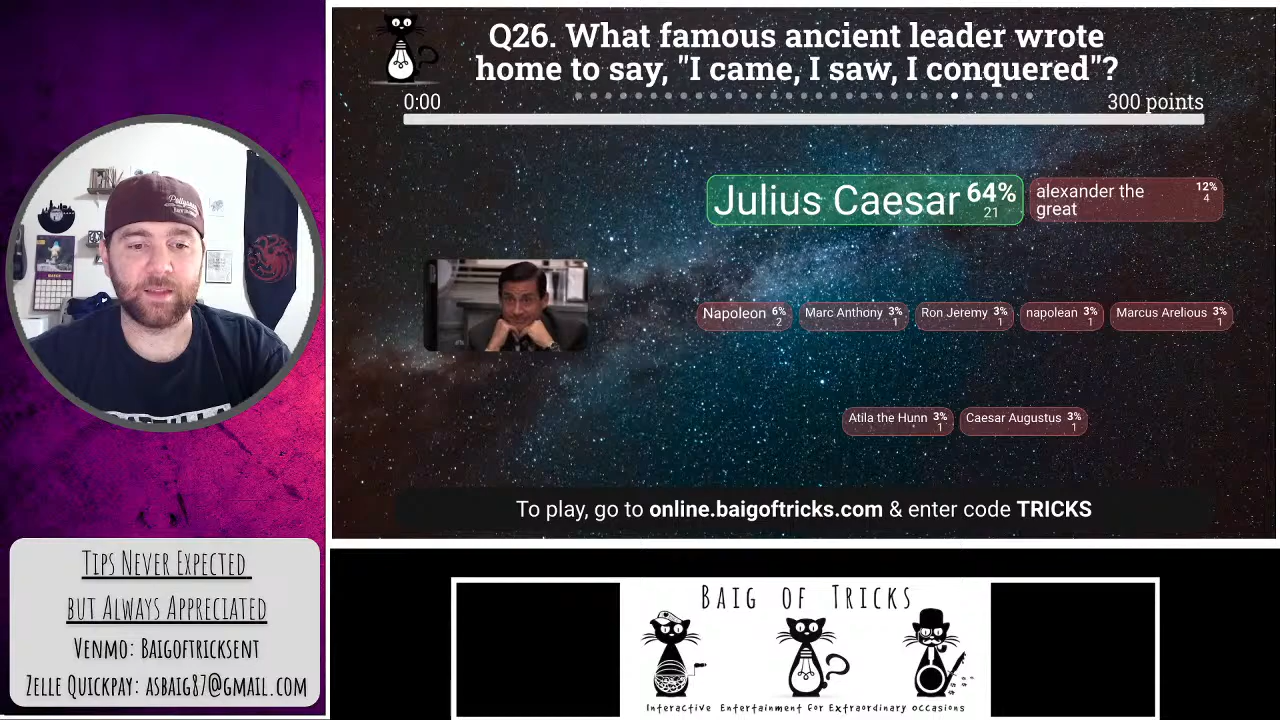 Q26. What famous ancient leader wrote
home to say, "I came, I saw, I conquered"?
0:00
300 points
Julius Caesar 64%
21
alexander the
great
12%
4
Napoleon 6%
2
Marc Anthony 3%
1
Ron Jeremy 3%
1
napolean 3%
1
Marcus Arelious 3%
1
Atila the Hunn 3%
1
Caesar Augustus 3%
1
To play, go to online.baigoftricks.com & enter code TRICKS
Tips Never Expected
but Always Appreciated
Venmo: Baigoftricksent
Zelle Quickpay: asbaig87@gmail.com
Baig of Tricks
Interactive Entertainment for Extraordinary Occasions